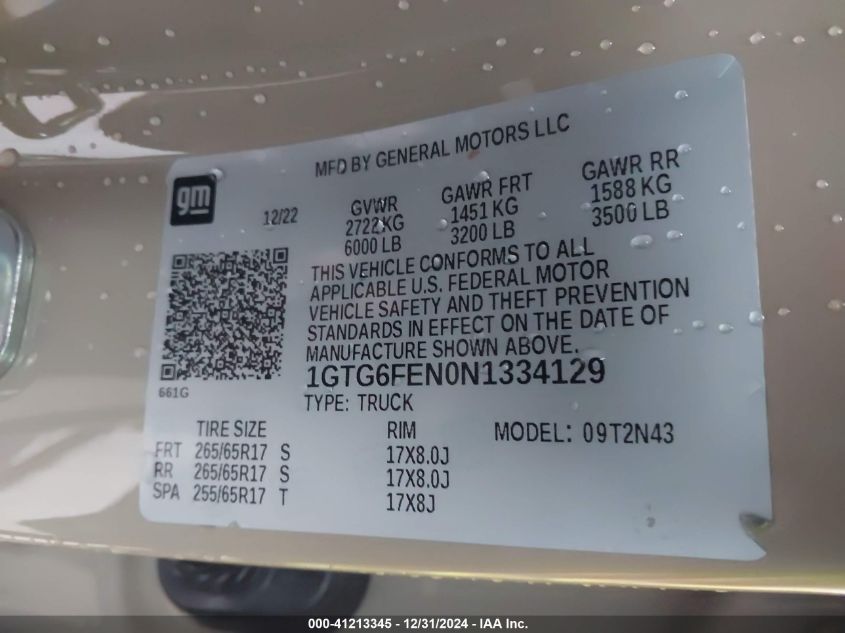 MFD BY GENERAL MOTORS LLC
gm
12/22
GVWR GAWR FRT GAWR RR
2722KG 1451 KG 1588 KG
6000 LB 3200 LB 3500 LB
THIS VEHICLE CONFORMS TO ALL
APPLICABLE U.S. FEDERAL MOTOR
VEHICLE SAFETY AND THEFT PREVENTION
STANDARDS IN EFFECT ON THE DATE OF
MANUFACTURE SHOWN ABOVE.
661G
1GTG6FEN0N1334129
TYPE: TRUCK
TIRE SIZE RIM MODEL: 09T2N43
FRT 265/65R17 S 17X8.0J
RR 265/65R17 S 17X8.0J
SPA 255/65R17 T 17X8J
000-41213345 - 12/31/2024 - IAA Inc.